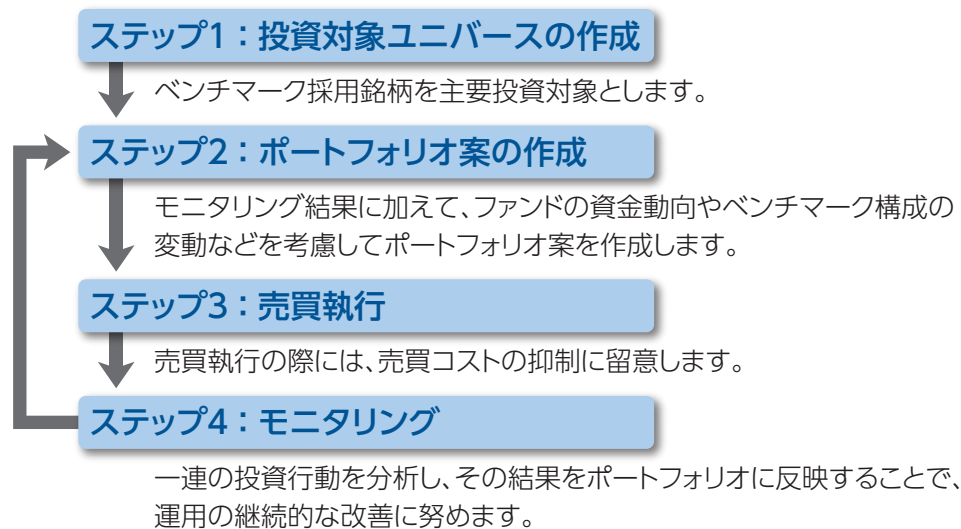 ステップ1：投資対象ユニバースの作成
ベンチマーク採用銘柄を主要投資対象とします。
ステップ2：ポートフォリオ案の作成
モニタリング結果に加えて、ファンドの資金動向やベンチマーク構成の
変動などを考慮してポートフォリオ案を作成します。
ステップ3：売買執行
売買執行の際には、売買コストの抑制に留意します。
ステップ4：モニタリング
一連の投資行動を分析し、その結果をポートフォリオに反映することで、
運用の継続的な改善に努めます。